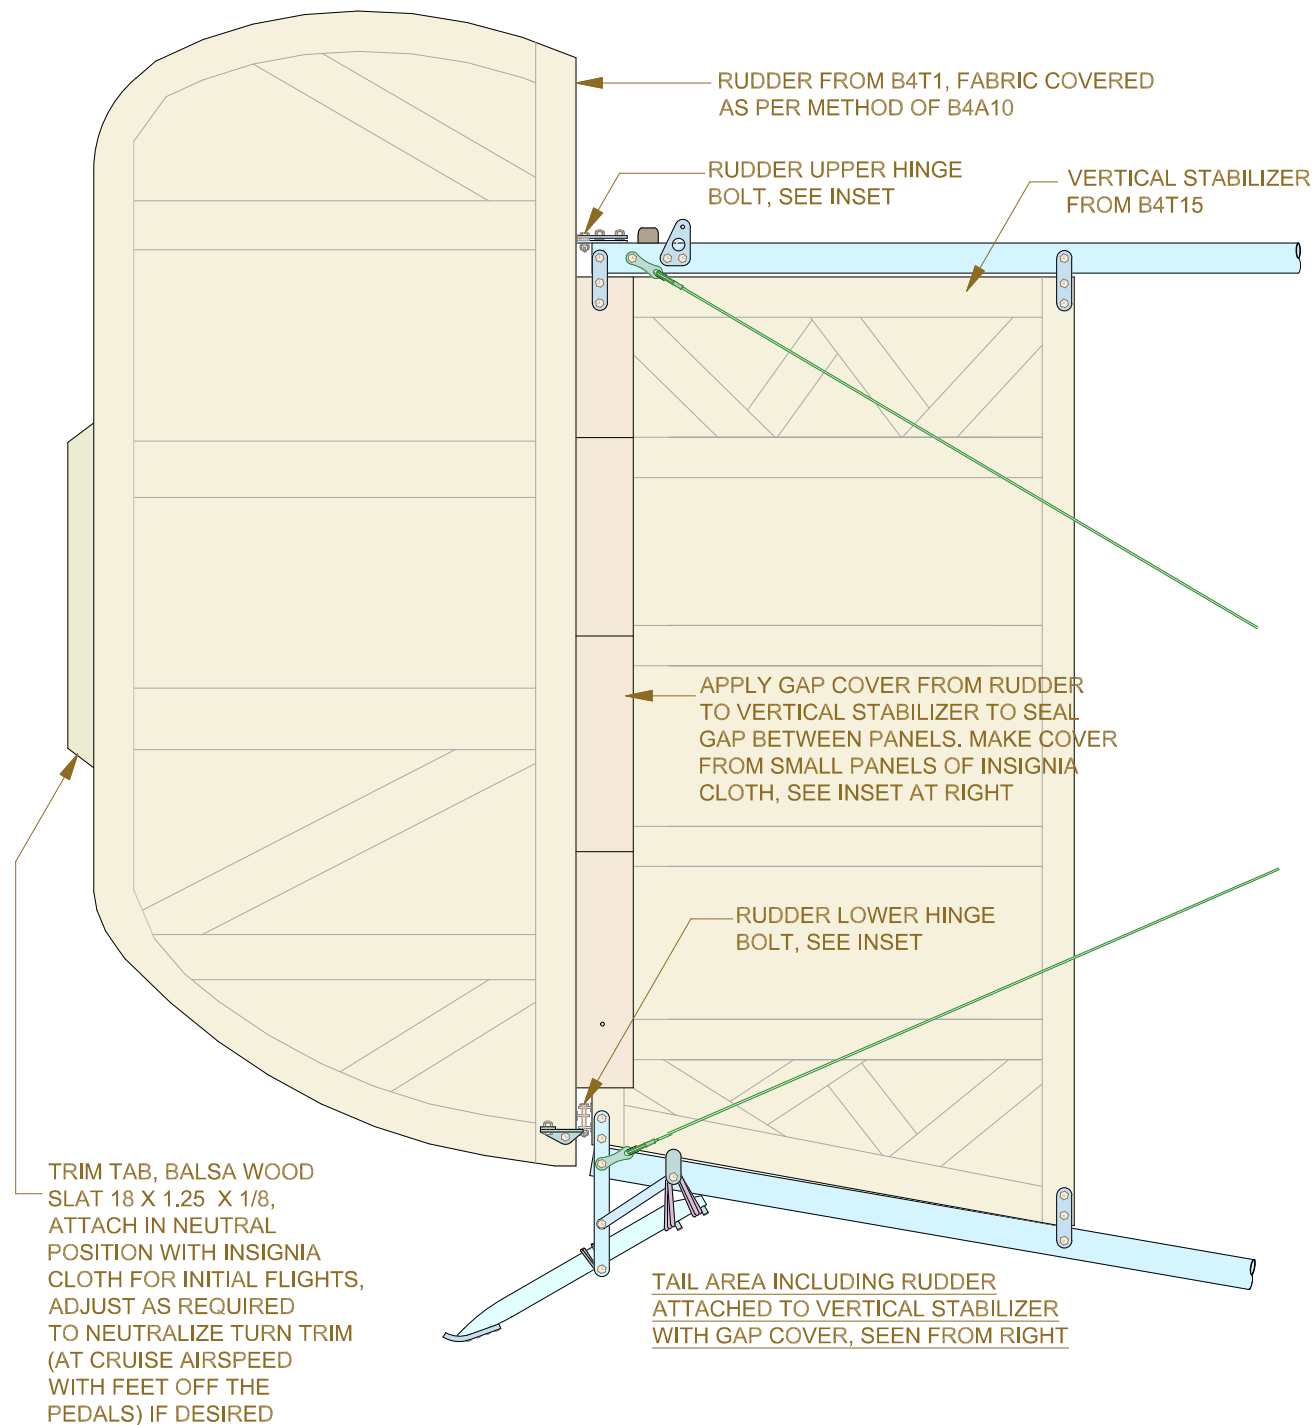 RUDDER FROM B4T1, FABRIC COVERED
AS PER METHOD OF B4A10
RUDDER UPPER HINGE
BOLT, SEE INSET
VERTICAL STABILIZER
FROM B4T15
APPLY GAP COVER FROM RUDDER
TO VERTICAL STABILIZER TO SEAL
GAP BETWEEN PANELS. MAKE COVER
FROM SMALL PANELS OF INSIGNIA
CLOTH, SEE INSET AT RIGHT
RUDDER LOWER HINGE
BOLT, SEE INSET
TRIM TAB, BALSA WOOD
SLAT 18 X 1.25 X 1/8,
ATTACH IN NEUTRAL
POSITION WITH INSIGNIA
CLOTH FOR INITIAL FLIGHTS,
ADJUST AS REQUIRED
TO NEUTRALIZE TURN TRIM
(AT CRUISE AIRSPEED
WITH FEET OFF THE
PEDALS) IF DESIRED
TAIL AREA INCLUDING RUDDER
ATTACHED TO VERTICAL STABILIZER
WITH GAP COVER, SEEN FROM RIGHT